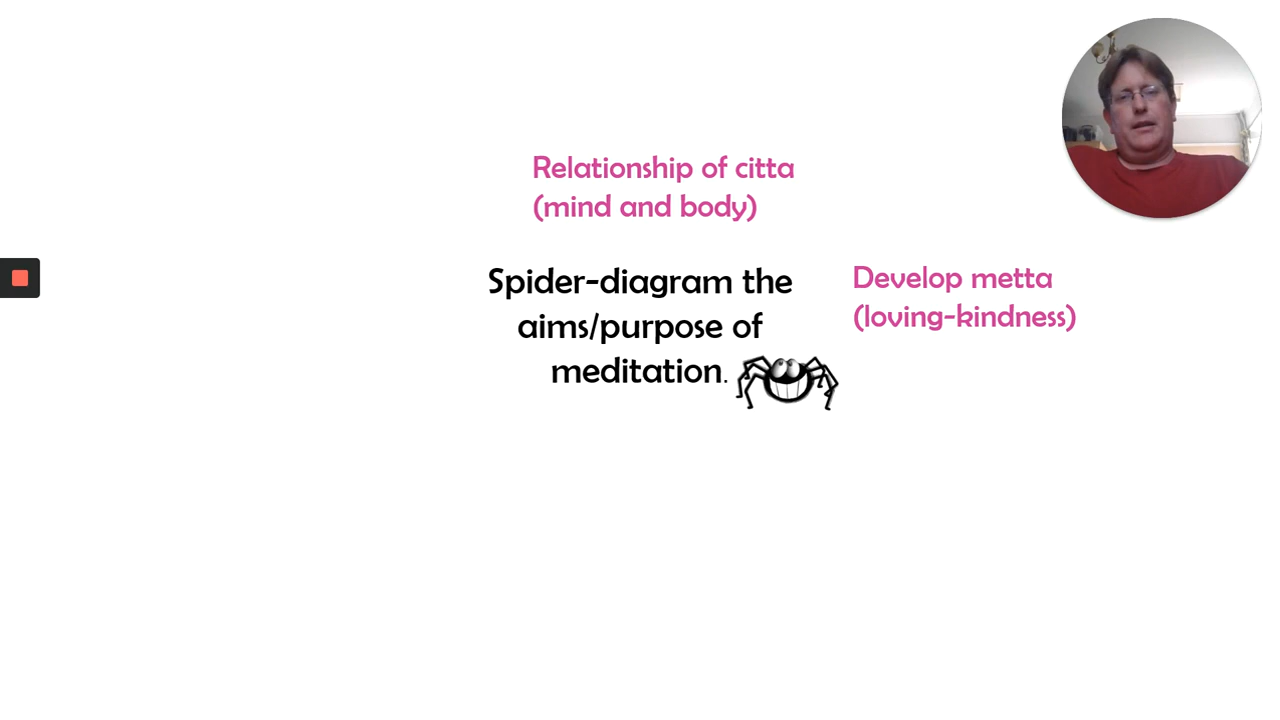 Relationship of citta
(mind and body)
Spider-diagram the
aims/purpose of
meditation.
Develop metta
(loving-kindness)